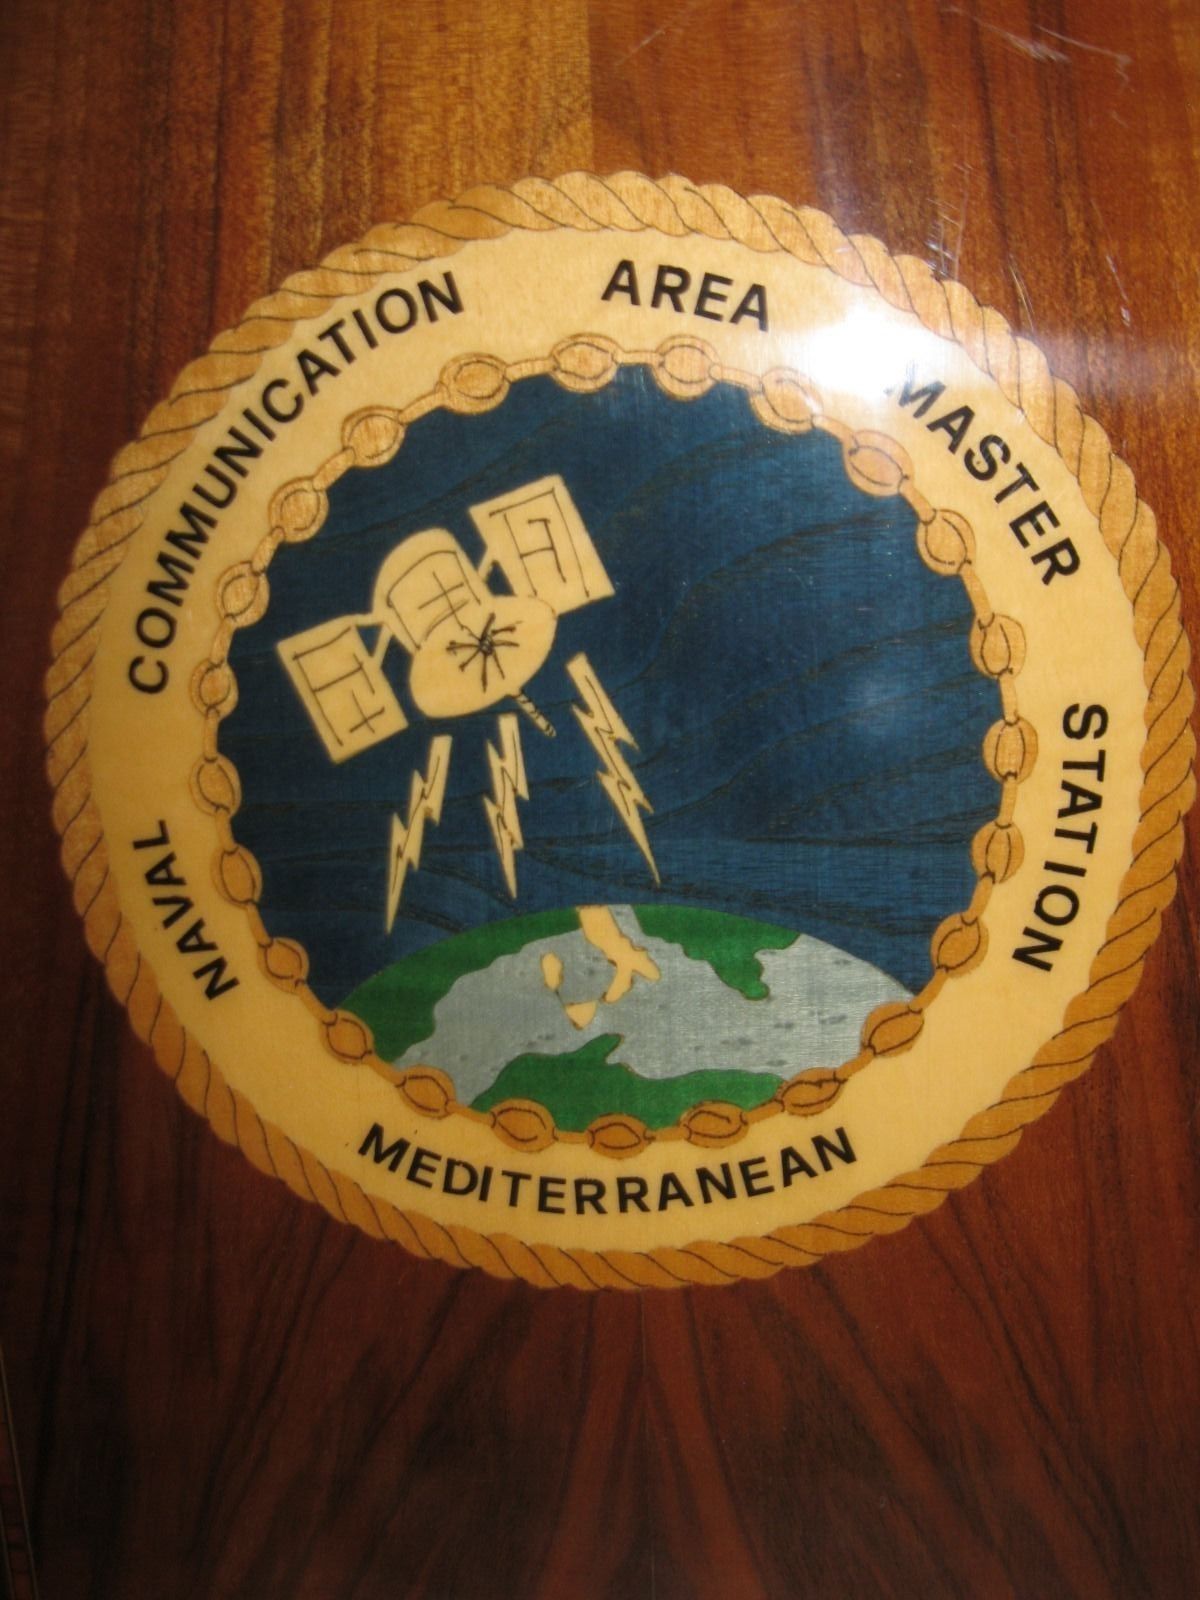 NAVAL COMMUNICATION AREA MASTER STATION
MEDITERRANEAN